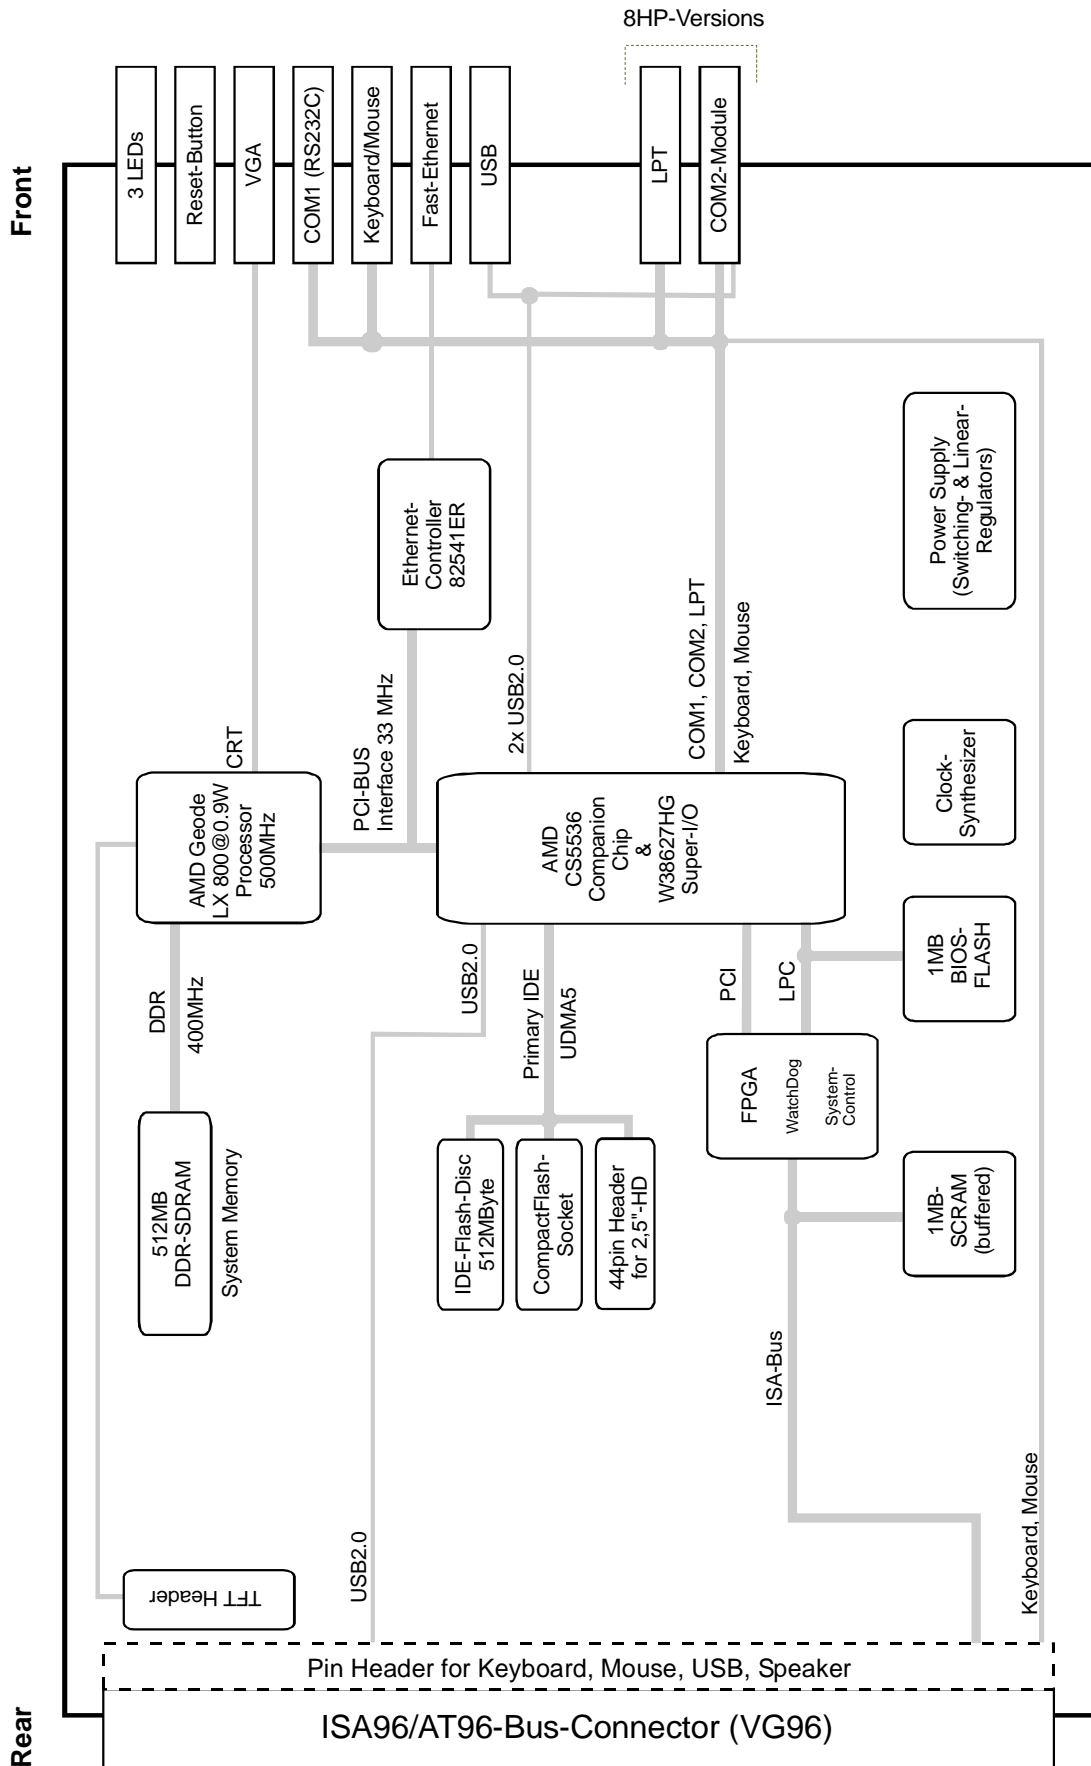 8HP-Versions
Front
3 LEDs
Reset-Button
VGA
COM1 (RS232C)
Keyboard/Mouse
Fast-Ethernet
USB
LPT
COM2-Module
Ethernet-
Controller
82541ER
Power Supply
(Switching- & Linear-
Regulators)
CRT
PCI-BUS
Interface 33 MHz
2x USB2.0
COM1, COM2, LPT
Keyboard, Mouse
AMD Geode
LX 800@0.9W
Processor
500MHz
AMD
CS5536
Companion
Chip
&
W38627HG
Super-I/O
Clock-
Synthesizer
DDR
400MHz
USB2.0
Primary IDE
UDMA5
PCI
LPC
1MB
BIOS-
FLASH
512MB
DDR-SDRAM
System Memory
IDE-Flash-Disc
512MByte
CompactFlash-
Socket
44pin Header
for 2,5"-HD
FPGA
WatchDog
System-
Control
1MB-
SCRAM
(buffered)
ISA-Bus
TFT Header
USB2.0
Keyboard, Mouse
Pin Header for Keyboard, Mouse, USB, Speaker
ISA96/AT96-Bus-Connector (VG96)
Rear